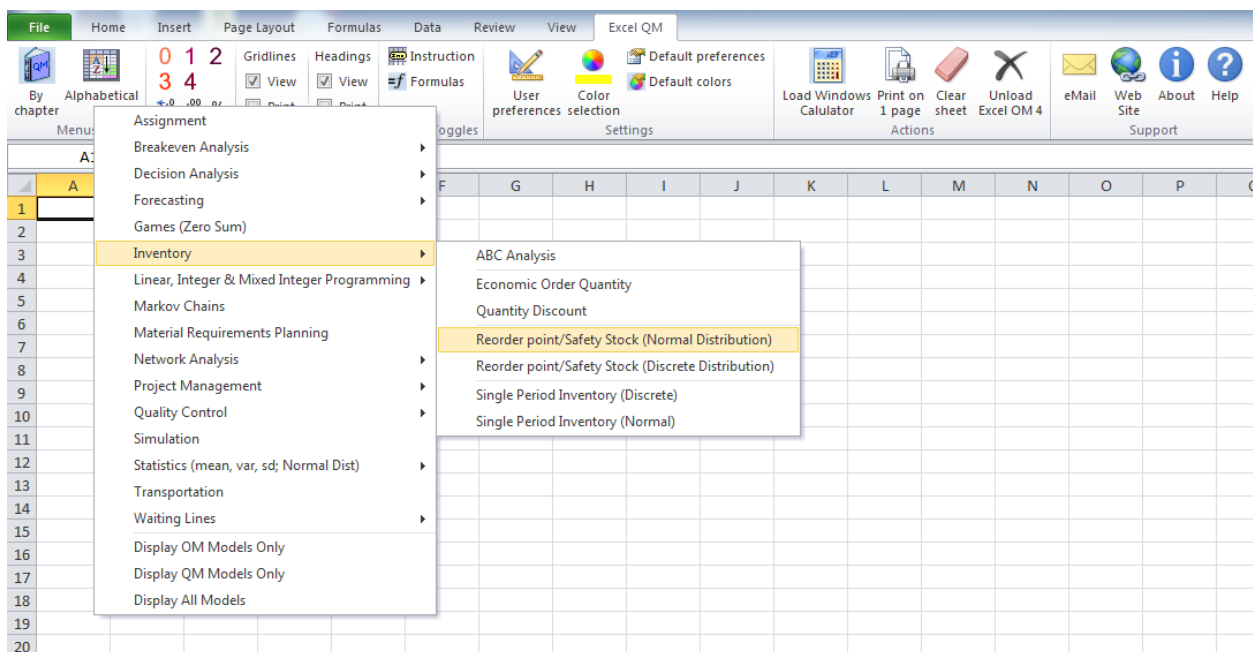 File Home Insert Page Layout Formulas Data Review View Excel QM
0 1 2 Gridlines Headings Instruction Default preferences
3 4 View View Formulas Default colors
By chapter Alphabetical User preferences Color selection Load Windows Calulator Print on 1 page Clear sheet Unload Excel OM 4 eMail Web Site About Help
Menus Toggles Settings Actions Support
A B F G H I J K L M N O P
1
2
3
4
5
6
7
8
9
10
11
12
13
14
15
16
17
18
19
20
Assignment
Breakeven Analysis
Decision Analysis
Forecasting
Games (Zero Sum)
Inventory
Linear, Integer & Mixed Integer Programming
Markov Chains
Material Requirements Planning
Network Analysis
Project Management
Quality Control
Simulation
Statistics (mean, var, sd; Normal Dist)
Transportation
Waiting Lines
Display OM Models Only
Display QM Models Only
Display All Models
ABC Analysis
Economic Order Quantity
Quantity Discount
Reorder point/Safety Stock (Normal Distribution)
Reorder point/Safety Stock (Discrete Distribution)
Single Period Inventory (Discrete)
Single Period Inventory (Normal)